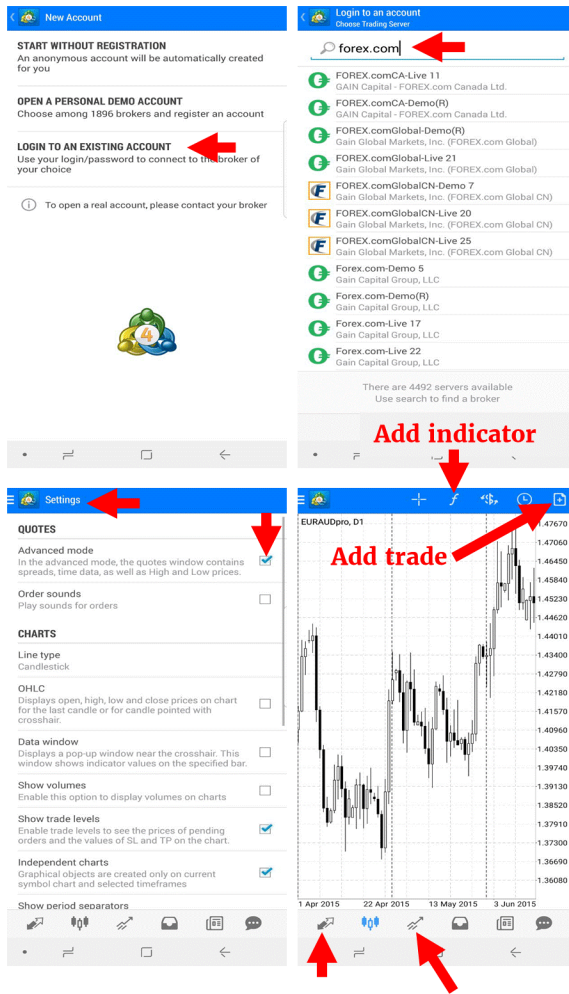 New Account
START WITHOUT REGISTRATION
An anonymous account will be automatically created
for you
OPEN A PERSONAL DEMO ACCOUNT
Choose among 1896 brokers and register an account
LOGIN TO AN EXISTING ACCOUNT
Use your login/password to connect to the broker of
your choice
To open a real account, please contact your broker
4
Login to an account
Choose Trading Server
forex.com
FOREX.comCA-Live 11
GAIN Capital - FOREX.com Canada Ltd.
FOREX.comCA-Demo(R)
GAIN Capital - FOREX.com Canada Ltd.
FOREX.comGlobal-Demo(R)
Gain Global Markets, Inc. (FOREX.com Global)
FOREX.comGlobal-Live 21
Gain Global Markets, Inc. (FOREX.com Global)
FOREX.comGlobalCN-Demo 7
Gain Global Markets, Inc. (FOREX.com Global CN)
FOREX.comGlobalCN-Live 20
Gain Global Markets, Inc. (FOREX.com Global CN)
FOREX.comGlobalCN-Live 25
Gain Global Markets, Inc. (FOREX.com Global CN)
Forex.com-Demo 5
Gain Capital Group, LLC
Forex.com-Demo(R)
Gain Capital Group, LLC
Forex.com-Live 17
Gain Capital Group, LLC
Forex.com-Live 22
Gain Capital Group, LLC
There are 4492 servers available
Use search to find a broker
Settings
QUOTES
Advanced mode
In the advanced mode, the quotes window contains
spreads, time data, as well as High and Low prices.
Order sounds
Play sounds for orders
CHARTS
Line type
Candlestick
OHLC
Displays open, high, low and close prices on chart
for the last candle or for candle pointed with
crosshair.
Data window
Displays a pop-up window near the crosshair. This
window shows indicator values on the specified bar.
Show volumes
Enable this option to display volumes on charts
Show trade levels
Enable trade levels to see the prices of pending
orders and the values of SL and TP on the chart.
Independent charts
Graphical objects are created only on current
symbol chart and selected timeframes
Show period separators
Add indicator
f
EURAUDpro, D1
Add trade
1.47670
1.47060
1.46450
1.45840
1.45230
1.44620
1.44010
1.43400
1.42790
1.42180
1.41570
1.40960
1.40350
1.39740
1.39130
1.38520
1.37910
1.37300
1.36690
1.36080
1 Apr 2015 22 Apr 2015 13 May 2015 3 Jun 2015